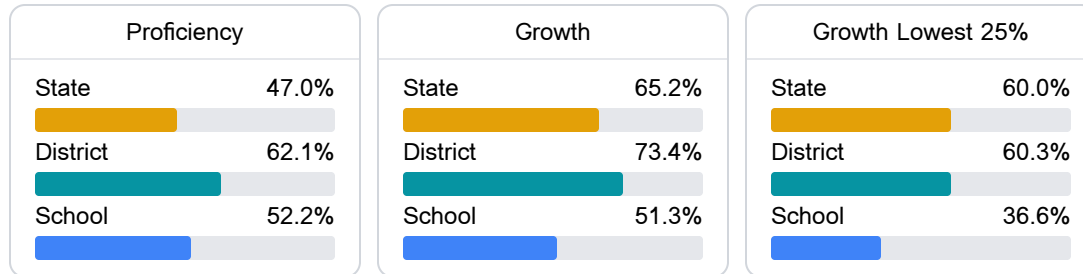 Proficiency
State 47.0%
District 62.1%
School 52.2%
Growth
State 65.2%
District 73.4%
School 51.3%
Growth Lowest 25%
State 60.0%
District 60.3%
School 36.6%